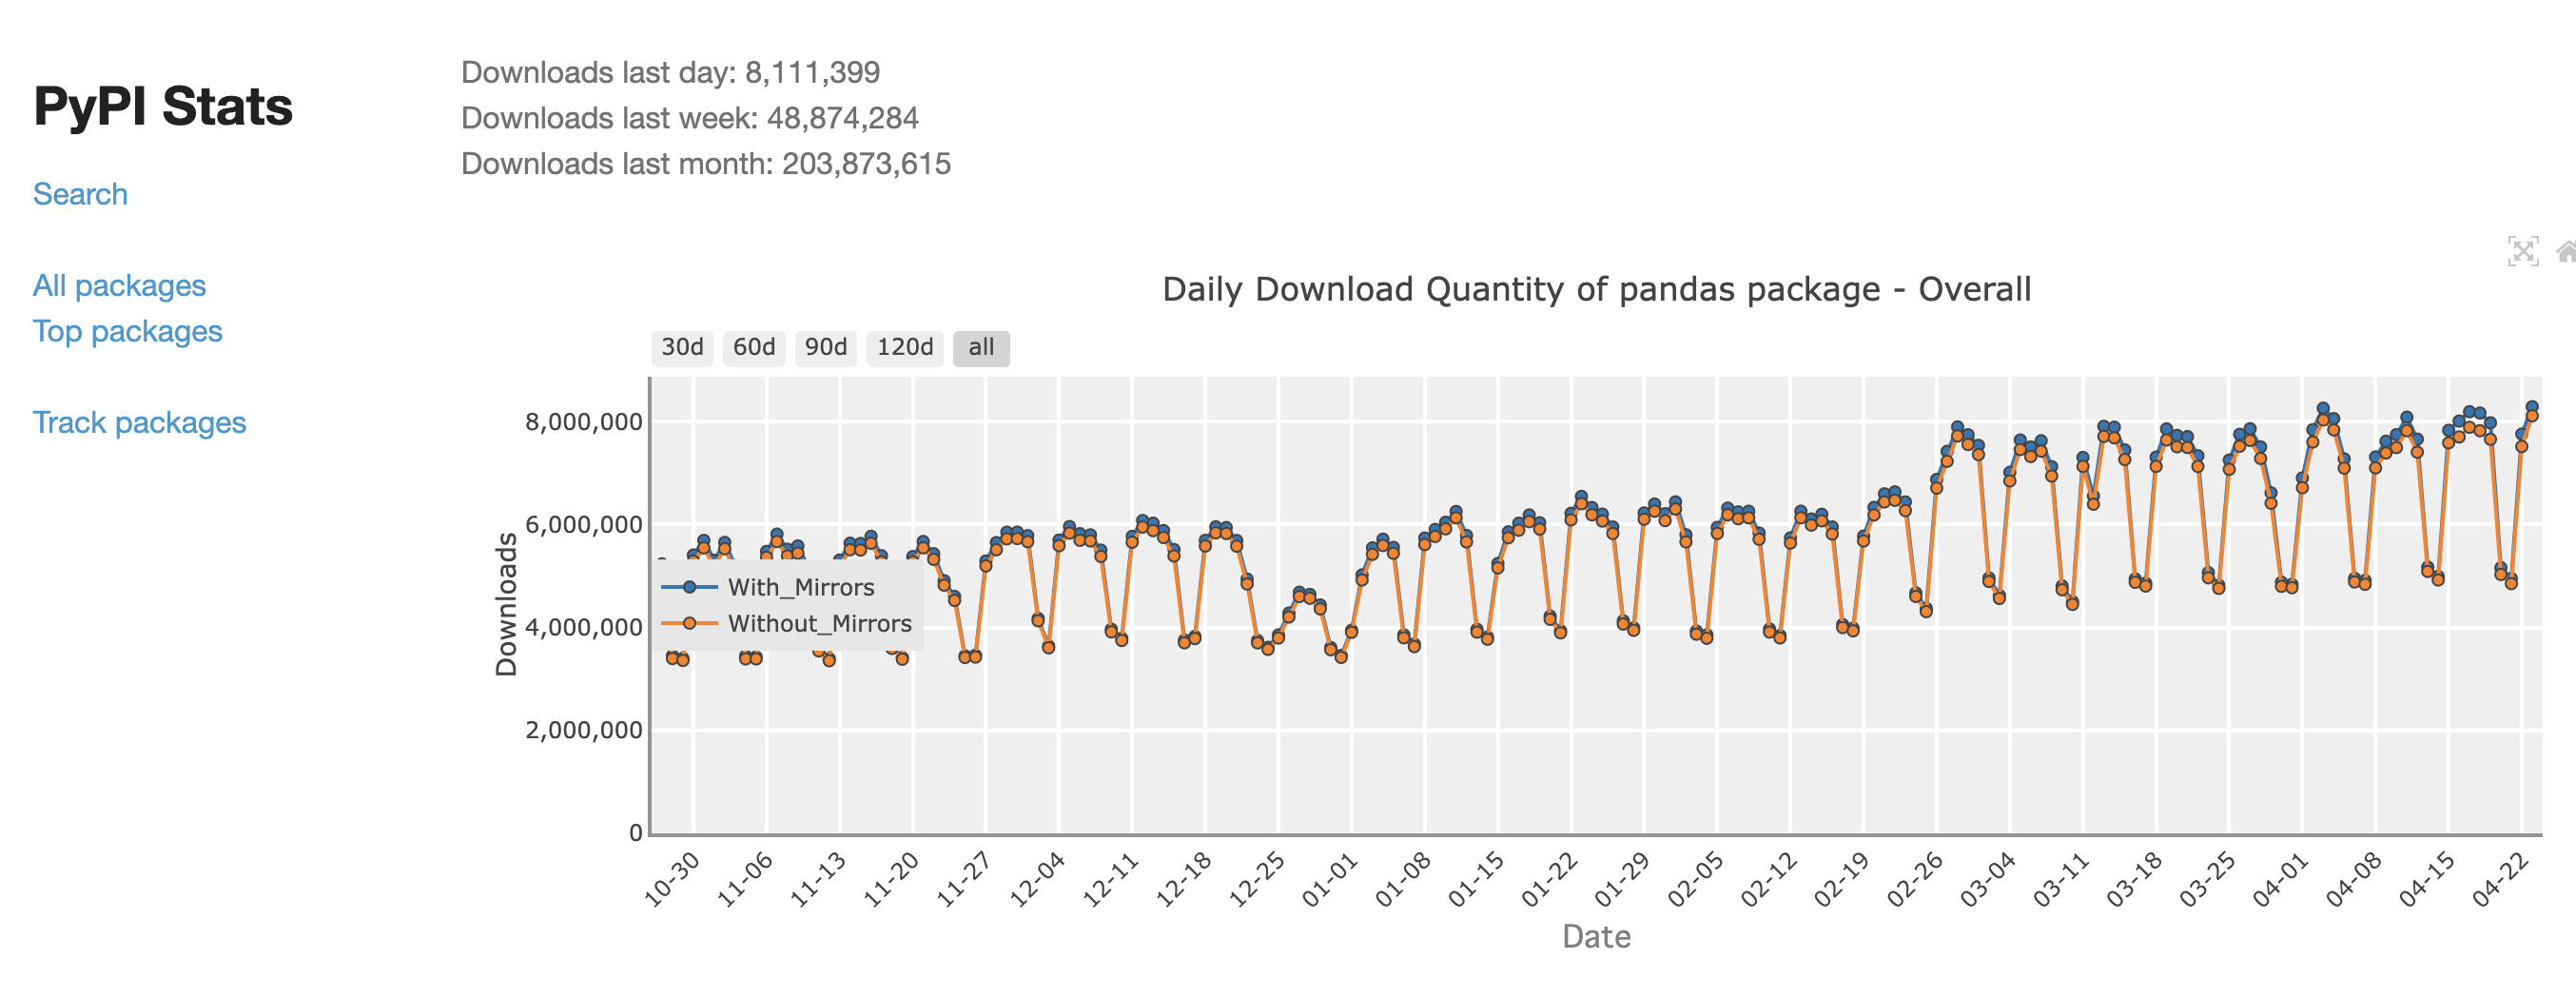 PyPI Stats
Search
All packages
Top packages
Track packages
Downloads last day: 8,111,399
Downloads last week: 48,874,284
Downloads last month: 203,873,615
Daily Download Quantity of pandas package - Overall
30d 60d 90d 120d all
8,000,000
6,000,000
4,000,000
2,000,000
0
Downloads
With_Mirrors
Without_Mirrors
10-30 11-06 11-13 11-20 11-27 12-04 12-11 12-18 12-25 01-01 01-08 01-15 01-22 01-29 02-05 02-12 02-19 02-26 03-04 03-11 03-18 03-25 04-01 04-08 04-15 04-22
Date